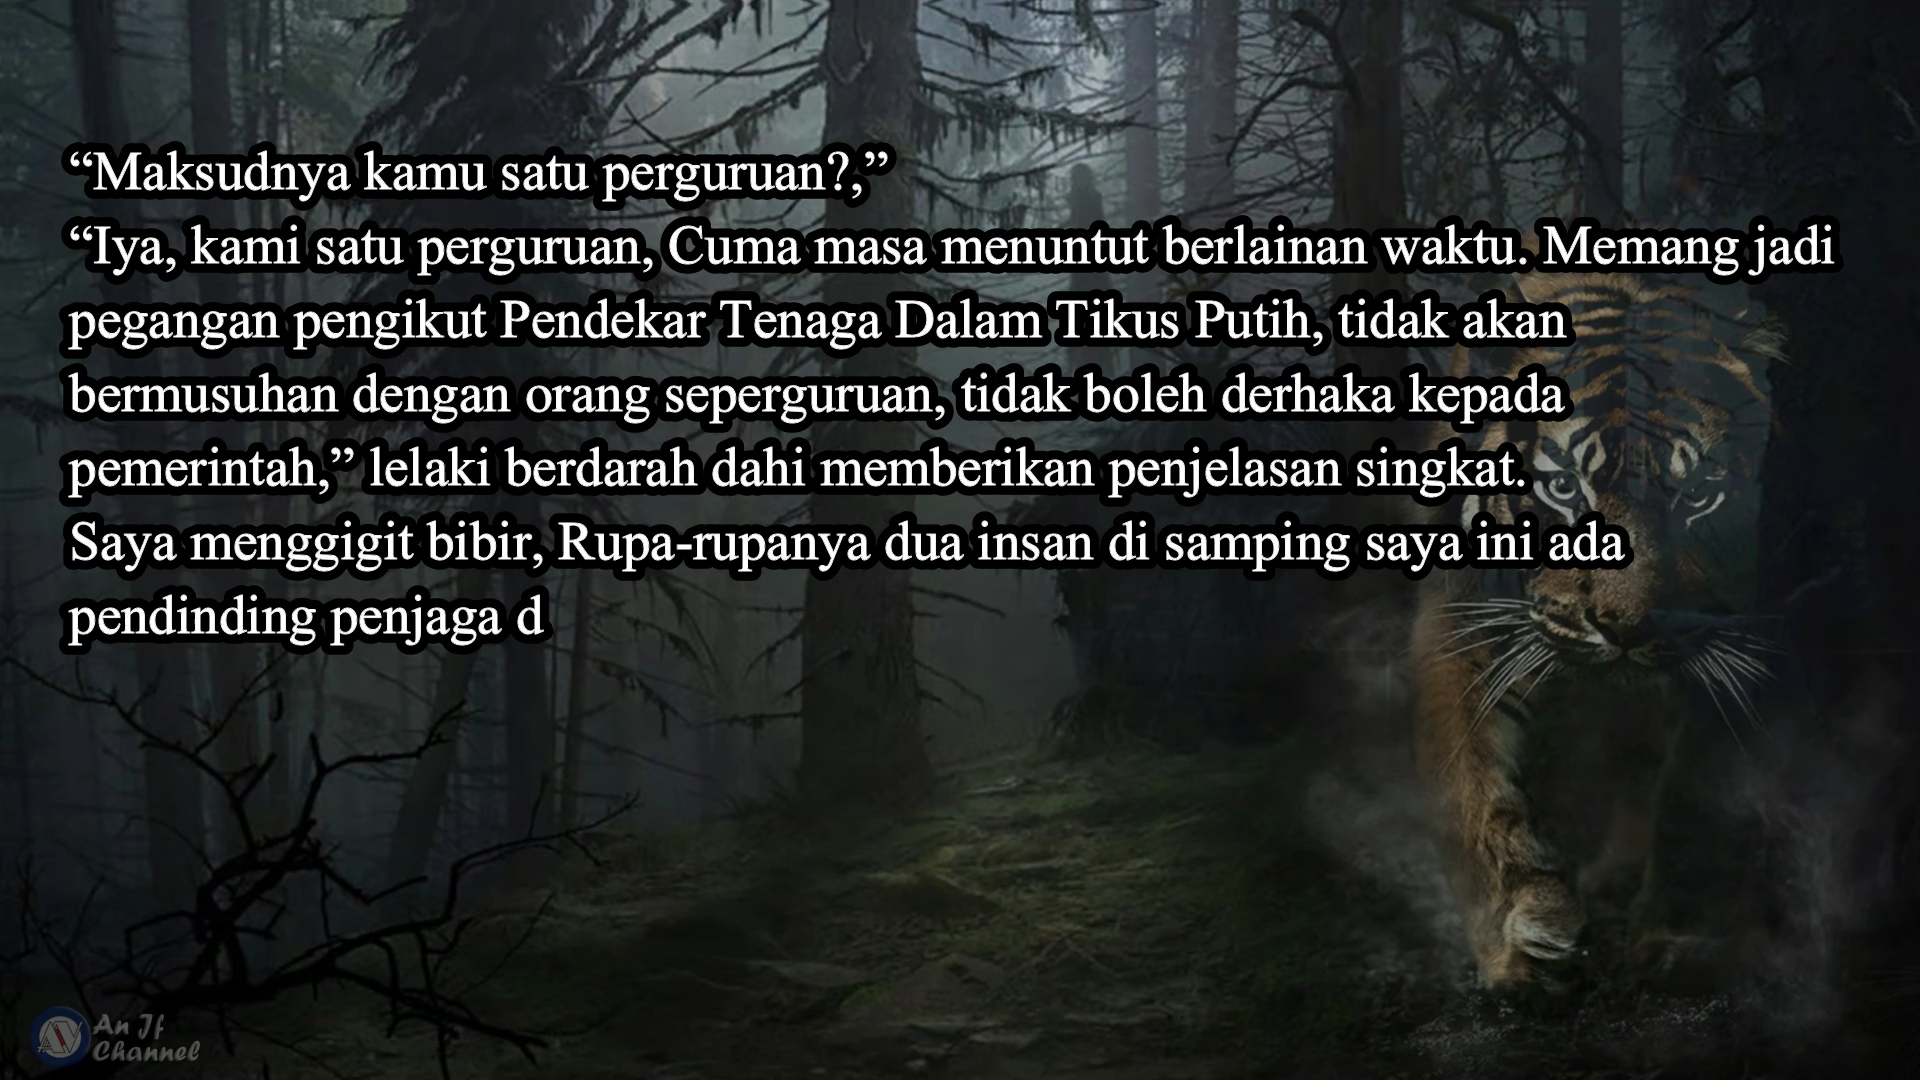 “Maksudnya kamu satu perguruan?,”
“Iya, kami satu perguruan, Cuma masa menuntut berlainan waktu. Memang jadi
pegangan pengikut Pendekar Tenaga Dalam Tikus Putih, tidak akan
bermusuhan dengan orang seperguruan, tidak boleh derhaka kepada
pemerintah,” lelaki berdarah dahi memberikan penjelasan singkat.
Saya menggigit bibir, Rupa-rupanya dua insan di samping saya ini ada
pendinding penjaga d
An Jf
Channel